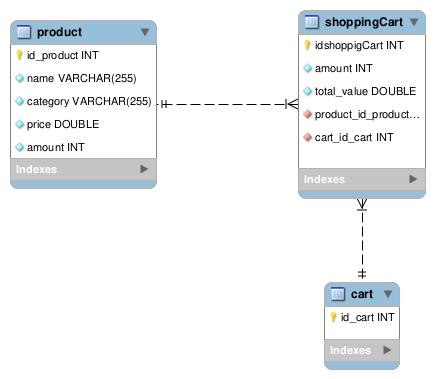 product
id_product INT
name VARCHAR(255)
category VARCHAR(255)
price DOUBLE
amount INT
Indexes
shoppingCart
idshoppigCart INT
amount INT
total_value DOUBLE
product_id_product...
cart_id_cart INT
Indexes
cart
id_cart INT
Indexes